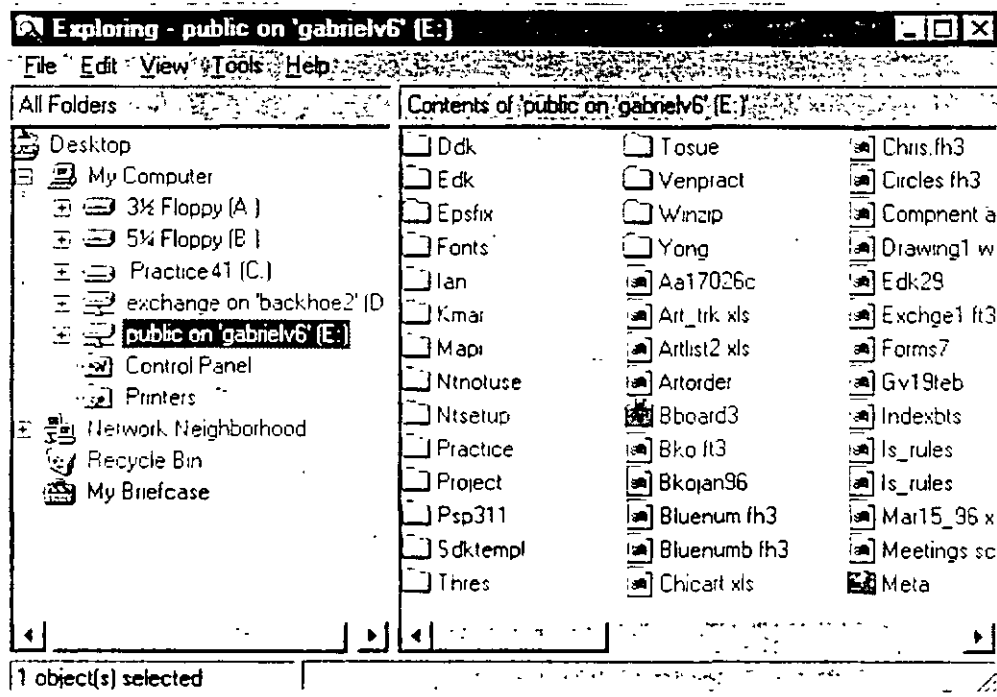 Exploring - public on 'gabrielv6' (E:)
File Edit View Tools Help
All Folders
Contents of 'public on 'gabrielv6' (E:)'
Desktop
My Computer
3½ Floppy (A )
5¼ Floppy (B )
Practice41 (C.)
exchange on 'backhoe2' (D
public on 'gabrielv6' (E:)
Control Panel
Printers
Network Neighborhood
Recycle Bin
My Briefcase
Ddk
Edk
Epsfix
Fonts
Ian
Kmar
Mapi
Ntnotuse
Ntsetup
Practice
Project
Psp311
Sdktempl
Thres
Tosue
Venpract
Winzip
Yong
Aa17026c
Art_trk xls
Artlist2 xls
Artorder
Bboard3
Bko ft3
Bkojan96
Bluenum fh3
Bluenumb fh3
Chicart xls
Chris.fh3
Circles fh3
Compnent a
Drawing1 w
Edk29
Exchge1 ft3
Forms7
Gv19teb
Indexbts
Is_rules
Is_rules
Mar15_96 x
Meetings sc
Meta
1 object(s) selected